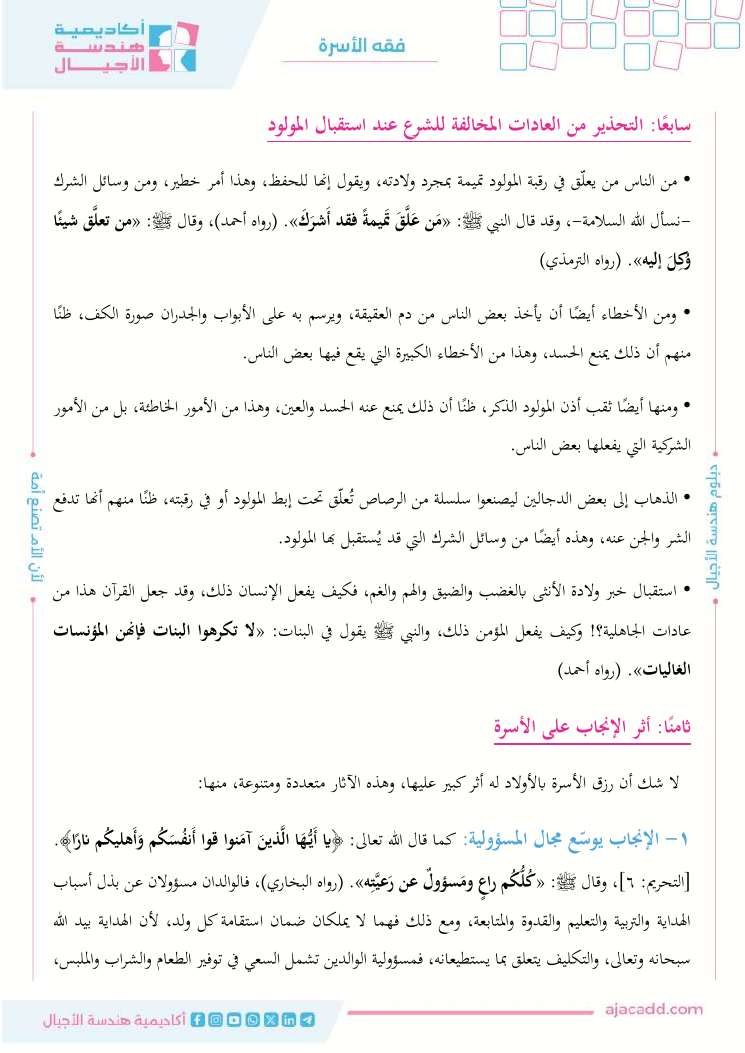 أكاديمية
هندسة
الأجيال
فقه الأسرة
سابعًا: التحذير من العادات المخالفة للشرع عند استقبال المولود
• من الناس من يعلّق في رقبة المولود تميمة بمجرد ولادته، ويقول إنها للحفظ، وهذا أمر خطير، ومن وسائل الشرك
-نسأل الله السلامة-، وقد قال النبي ﷺ: «مَن عَلَّقَ تَميمةً فقد أَشرَكَ». (رواه أحمد)، وقال ﷺ: «من تعلَّق شيئًا
وُكِلَ إليه». (رواه الترمذي)
• ومن الأخطاء أيضًا أن يأخذ بعض الناس من دم العقيقة، ويرسم به على الأبواب والجدران صورة الكف، ظنًا
منهم أن ذلك يمنع الحسد، وهذا من الأخطاء الكبيرة التي يقع فيها بعض الناس.
• ومنها أيضًا ثقب أذن المولود الذكر، ظنًا أن ذلك يمنع عنه الحسد والعين، وهذا من الأمور الخاطئة، بل من الأمور
الشركية التي يفعلها بعض الناس.
• الذهاب إلى بعض الدجالين ليصنعوا سلسلة من الرصاص تُعلّق تحت إبط المولود أو في رقبته، ظنًا منهم أنها تدفع
الشر والجن عنه، وهذه أيضًا من وسائل الشرك التي قد يُستقبل بها المولود.
• استقبال خبر ولادة الأنثى بالغضب والضيق والهم والغم، فكيف يفعل الإنسان ذلك، وقد جعل القرآن هذا من
عادات الجاهلية؟! وكيف يفعل المؤمن ذلك، والنبي ﷺ يقول في البنات: «لا تكرهوا البنات فإنهن المؤنسات
الغاليات». (رواه أحمد)
ثامنًا: أثر الإنجاب على الأسرة
لا شك أن رزق الأسرة بالأولاد له أثر كبير عليها، وهذه الآثار متعددة ومتنوعة، منها:
١- الإنجاب يوسّع مجال المسؤولية: كما قال الله تعالى: ﴿يا أَيُّهَا الَّذينَ آمَنوا قوا أَنفُسَكُم وَأَهليكُم نارًا﴾.
[التحريم: ٦]، وقال ﷺ: «كُلُّكُم راعٍ ومَسؤولٌ عن رَعيَّتِه». (رواه البخاري)، فالوالدان مسؤولان عن بذل أسباب
الهداية والتربية والتعليم والقدوة والمتابعة، ومع ذلك فهما لا يملكان ضمان استقامة كل ولد، لأن الهداية بيد الله
سبحانه وتعالى، والتكليف يتعلق بما يستطيعانه، فمسؤولية الوالدين تشمل السعي في توفير الطعام والشراب والملبس،
دبلوم هندسة الأجيال
لأن الأم تصنع أمة
ajacadd.com
أكاديمية هندسة الأجيال